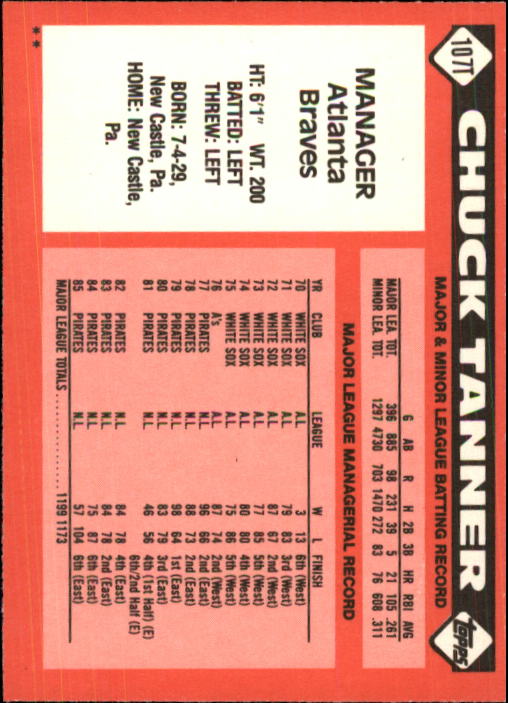 107T
CHUCK TANNER
topps
MANAGER
Atlanta
Braves
HT: 6'1" WT. 200
BATTED: LEFT
THREW: LEFT
BORN: 7-4-29,
New Castle, Pa.
HOME: New Castle,
Pa.
MAJOR & MINOR LEAGUE BATTING RECORD
G AB R H 2B 3B HR RBI AVG
MAJOR LEA. TOT. 396 885 98 231 39 5 21 105 .261
MINOR LEA. TOT. 1297 4730 703 1470 272 83 76 608 .311
MAJOR LEAGUE MANAGERIAL RECORD
YR CLUB LEAGUE W L FINISH
70 WHITE SOX A.L. 3 13 6th (West)
71 WHITE SOX A.L. 79 83 3rd (West)
72 WHITE SOX A.L. 87 67 2nd (West)
73 WHITE SOX A.L. 77 85 5th (West)
74 WHITE SOX A.L. 80 80 4th (West)
75 WHITE SOX A.L. 75 86 5th (West)
76 A's A.L. 87 74 2nd (West)
77 PIRATES N.L. 96 66 2nd (East)
78 PIRATES N.L. 88 73 2nd (East)
79 PIRATES N.L. 98 64 1st (East)
80 PIRATES N.L. 83 79 3rd (East)
81 PIRATES N.L. 46 56 4th (1st Half) (E)
6th/2nd Half (E)
82 PIRATES N.L. 84 78 4th (East)
83 PIRATES N.L. 84 78 2nd (East)
84 PIRATES N.L. 75 87 6th (East)
85 PIRATES N.L. 57 104 6th (East)
MAJOR LEAGUE TOTALS . . . . . . . . . . . . 1199 1173
**